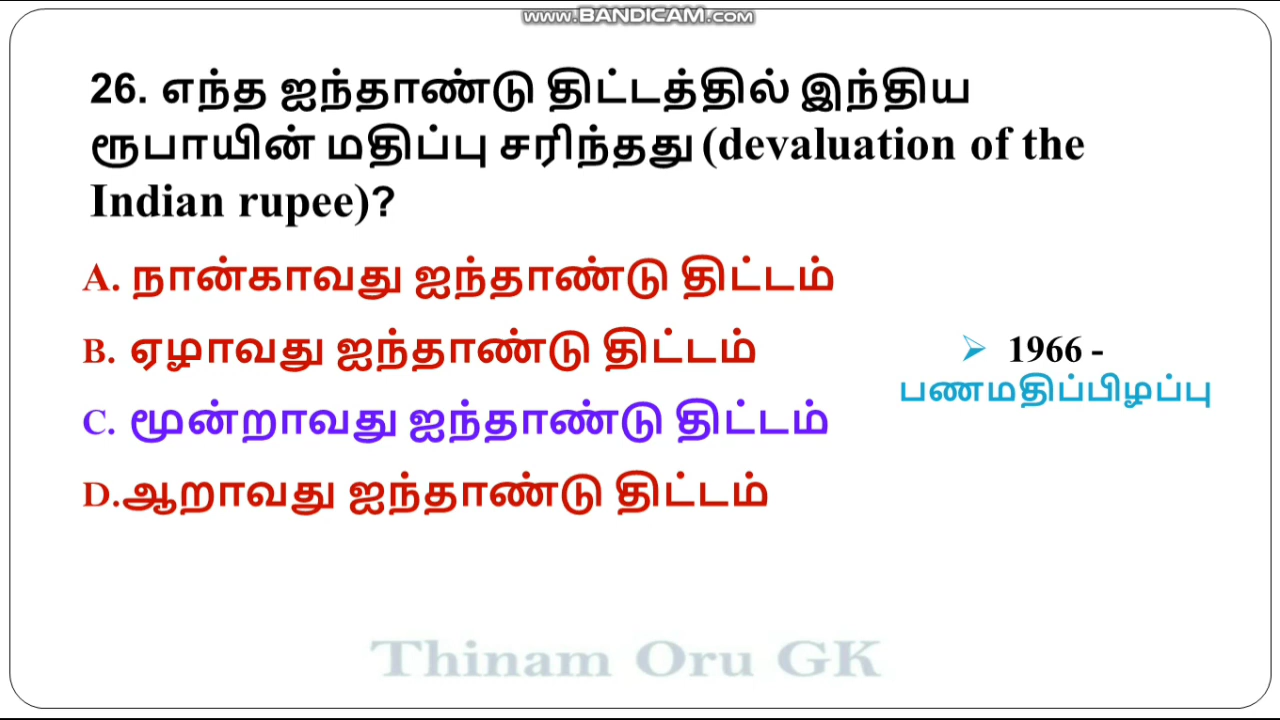 www.BANDICAM.com
26. எந்த ஐந்தாண்டு திட்டத்தில் இந்திய
ரூபாயின் மதிப்பு சரிந்தது (devaluation of the
Indian rupee)?
A. நான்காவது ஐந்தாண்டு திட்டம்
B. ஏழாவது ஐந்தாண்டு திட்டம்
C. மூன்றாவது ஐந்தாண்டு திட்டம்
D.ஆறாவது ஐந்தாண்டு திட்டம்
➢ 1966 -
பணமதிப்பிழப்பு
Thinam Oru GK